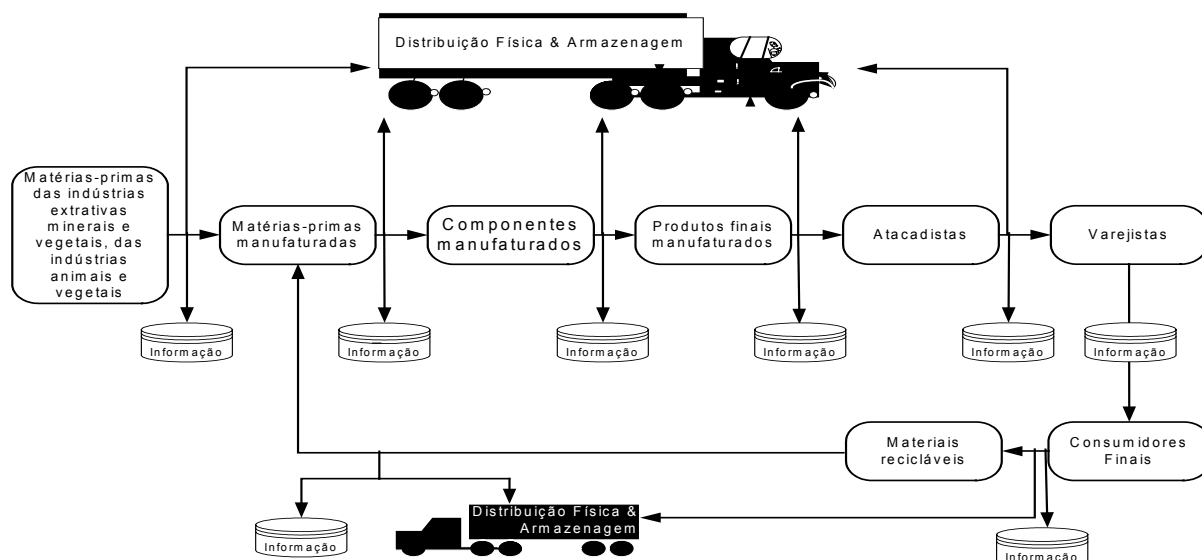 Distribuição Física & Armazenagem
Matérias-primas
das indústrias
extrativas
minerais e
vegetais, das
indústrias
animais e
vegetais
Matérias-primas
manufaturadas
Componentes
manufaturados
Produtos finais
manufaturados
Atacadistas
Varejistas
Informação
Informação
Informação
Informação
Informação
Informação
Materiais
recicláveis
Consumidores
Finais
Distribuição Física &
Armazenagem
Informação
Informação